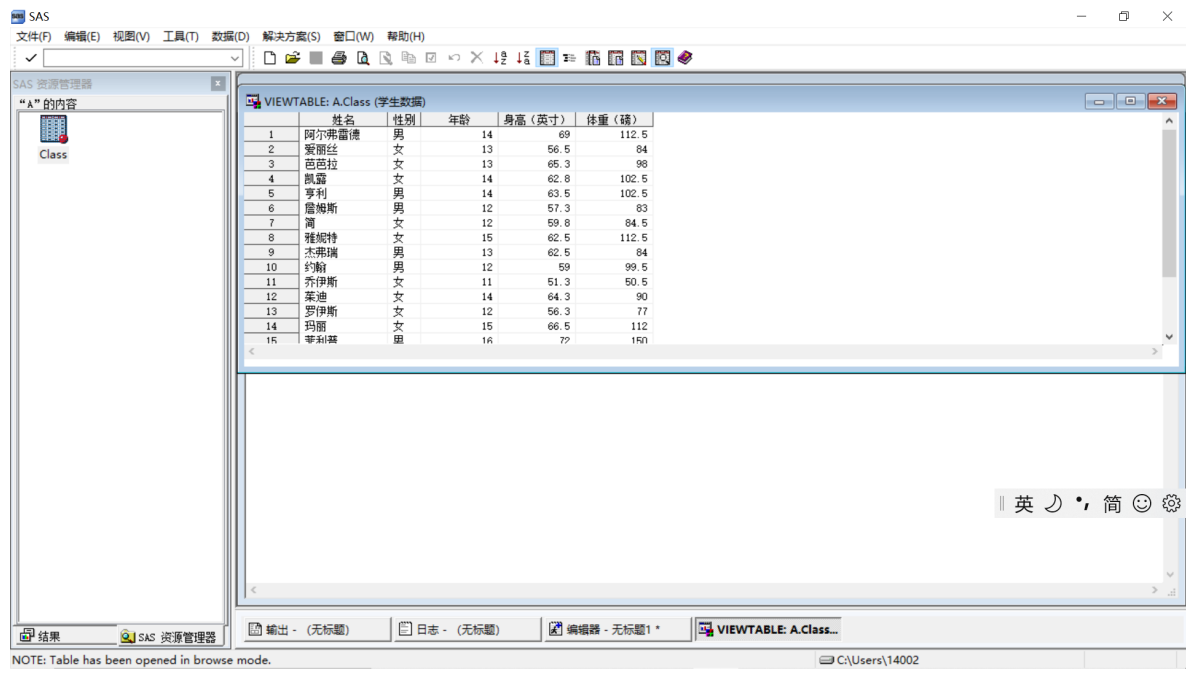 SAS
文件(F) 编辑(E) 视图(V) 工具(T) 数据(D) 解决方案(S) 窗口(W) 帮助(H)
SAS 资源管理器
“A”的内容
Class
VIEWTABLE: A.Class (学生数据)
姓名 性别 年龄 身高（英寸） 体重（磅）
1 阿尔弗雷德 男 14 69 112.5
2 爱丽丝 女 13 56.5 84
3 芭芭拉 女 13 65.3 98
4 凯露 女 14 62.8 102.5
5 亨利 男 14 63.5 102.5
6 詹姆斯 男 12 57.3 83
7 简 女 12 59.8 84.5
8 雅妮特 女 15 62.5 112.5
9 杰弗瑞 男 13 62.5 84
10 约翰 男 12 59 99.5
11 乔伊斯 女 11 51.3 50.5
12 茱迪 女 14 64.3 90
13 罗伊斯 女 12 56.3 77
14 玛丽 女 15 66.5 112
15 菲利普 男 16 72 150
英 简
结果 SAS 资源管理器
输出 - (无标题) 日志 - (无标题) 编辑器 - 无标题1 * VIEWTABLE: A.Class...
NOTE: Table has been opened in browse mode. C:\Users\14002